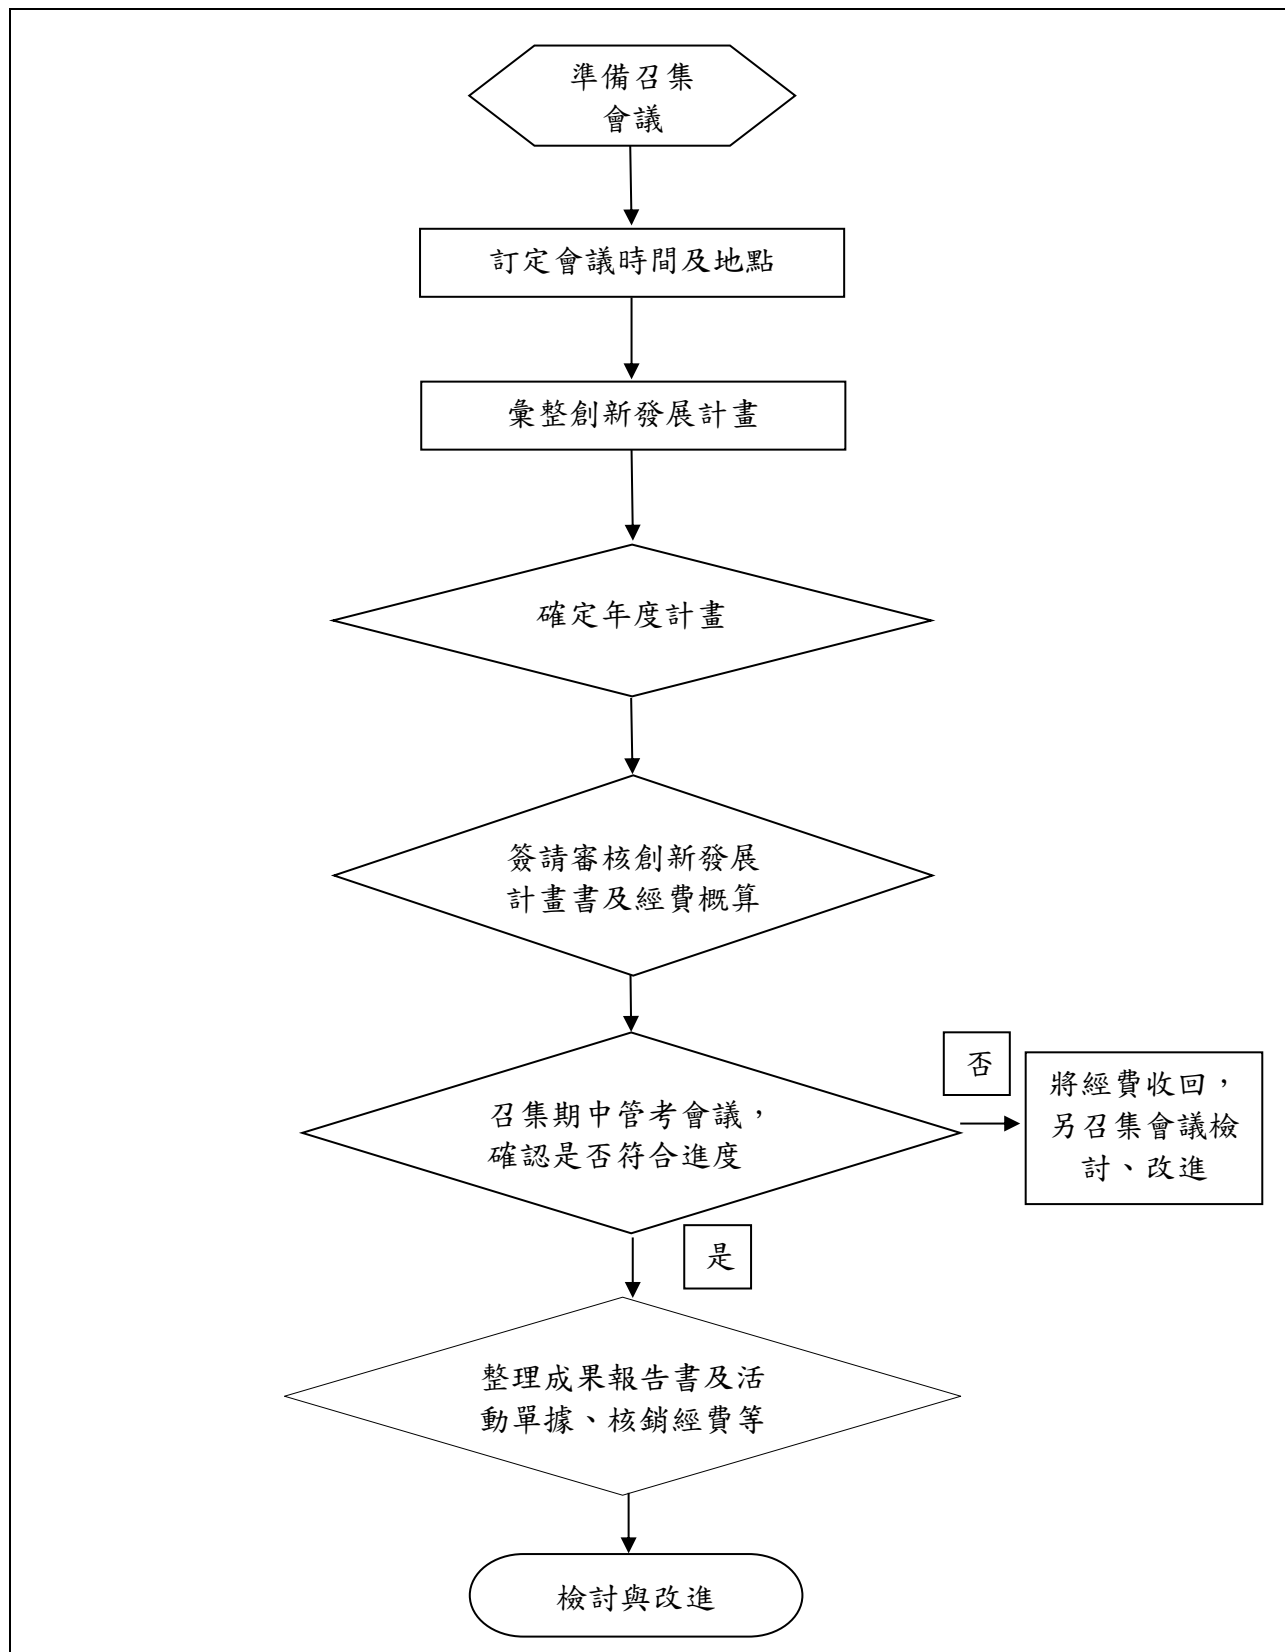 準備召集
會議
訂定會議時間及地點
彙整創新發展計畫
確定年度計畫
簽請審核創新發展
計畫書及經費概算
召集期中管考會議，
確認是否符合進度
否
將經費收回，
另召集會議檢
討、改進
是
整理成果報告書及活
動單據、核銷經費等
檢討與改進